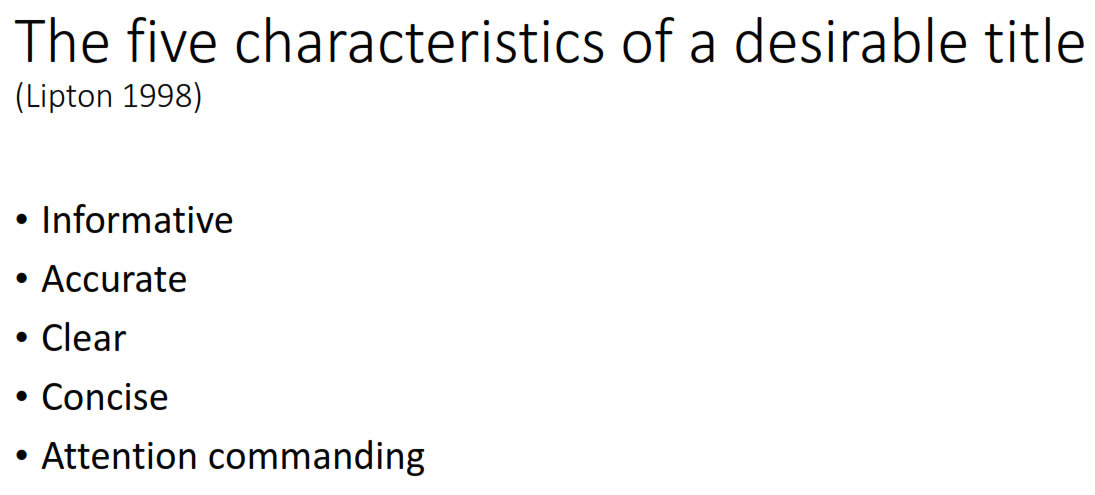 The five characteristics of a desirable title
(Lipton 1998)
• Informative
• Accurate
• Clear
• Concise
• Attention commanding